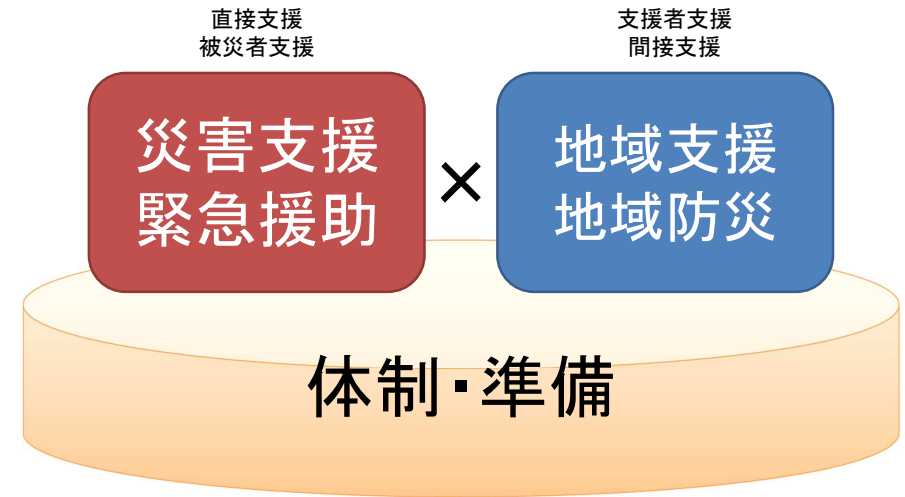 直接支援
被災者支援
支援者支援
間接支援
災害支援
緊急援助
×
地域支援
地域防災
体制・準備